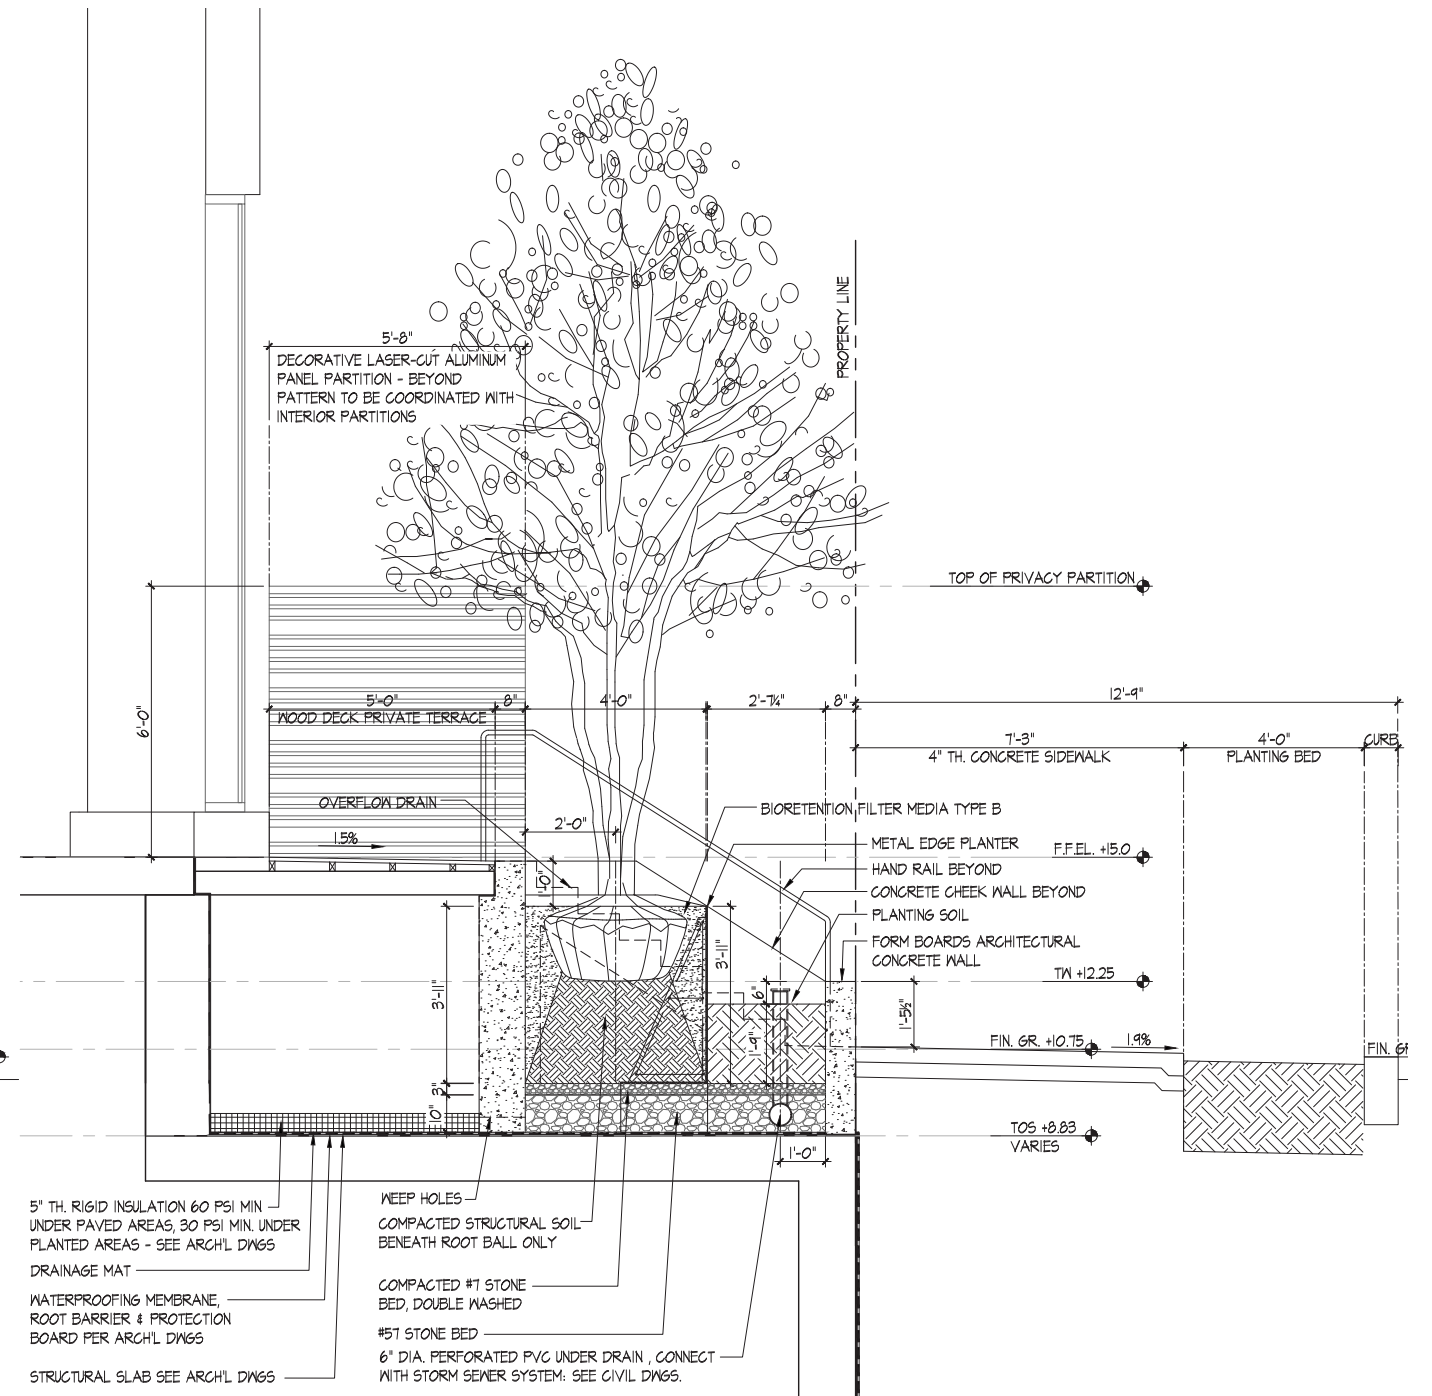 PROPERTY LINE
5'-8"
DECORATIVE LASER-CUT ALUMINUM
PANEL PARTITION - BEYOND
PATTERN TO BE COORDINATED WITH
INTERIOR PARTITIONS
TOP OF PRIVACY PARTITION
6'-0"
5'-0"
8"
4'-0"
2'-7¼"
8"
12'-9"
WOOD DECK PRIVATE TERRACE
7'-3"
4" TH. CONCRETE SIDEWALK
4'-0"
PLANTING BED
CURB
OVERFLOW DRAIN
1.5%
2'-0"
BIORETENTION FILTER MEDIA TYPE B
METAL EDGE PLANTER
F.F.EL. +15.0
HAND RAIL BEYOND
CONCRETE CHEEK WALL BEYOND
PLANTING SOIL
FORM BOARDS ARCHITECTURAL
CONCRETE WALL
TW +12.25
3'-11"
3'-11"
6"
1'-9"
1'-5½"
FIN. GR. +10.75
1.9%
3"
10"
TOS +8.83
VARIES
1'-0"
5" TH. RIGID INSULATION 60 PSI MIN
UNDER PAVED AREAS, 30 PSI MIN. UNDER
PLANTED AREAS - SEE ARCH'L DWGS
DRAINAGE MAT
WATERPROOFING MEMBRANE,
ROOT BARRIER & PROTECTION
BOARD PER ARCH'L DWGS
STRUCTURAL SLAB SEE ARCH'L DWGS
WEEP HOLES
COMPACTED STRUCTURAL SOIL
BENEATH ROOT BALL ONLY
COMPACTED #7 STONE
BED, DOUBLE WASHED
#57 STONE BED
6" DIA. PERFORATED PVC UNDER DRAIN , CONNECT
WITH STORM SEWER SYSTEM: SEE CIVIL DWGS.